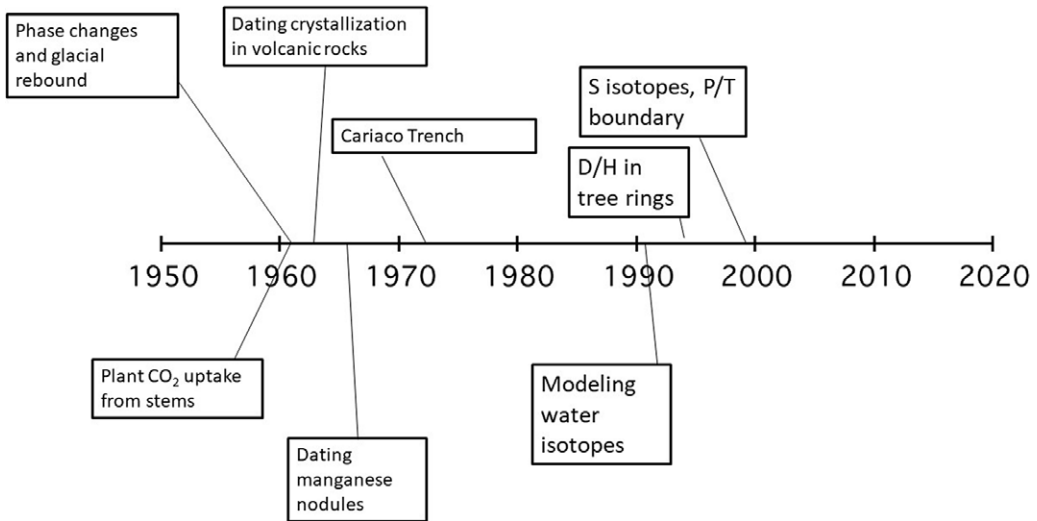 Phase changes
and glacial
rebound
Dating crystallization
in volcanic rocks
Cariaco Trench
S isotopes, P/T
boundary
D/H in
tree rings
1950 1960 1970 1980 1990 2000 2010 2020
Plant CO₂ uptake
from stems
Dating
manganese
nodules
Modeling
water
isotopes